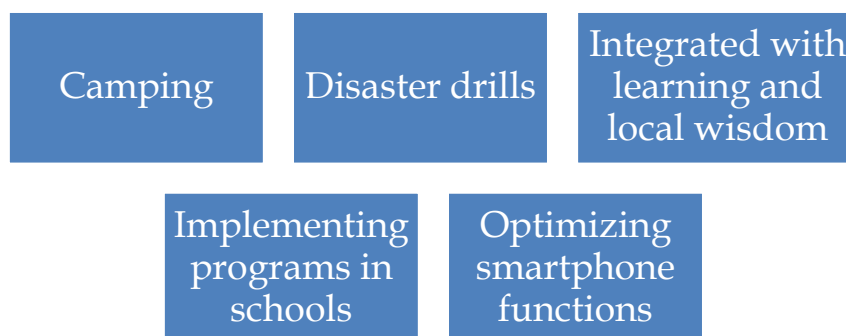 Camping
Disaster drills
Integrated with
learning and
local wisdom
Implementing
programs in
schools
Optimizing
smartphone
functions